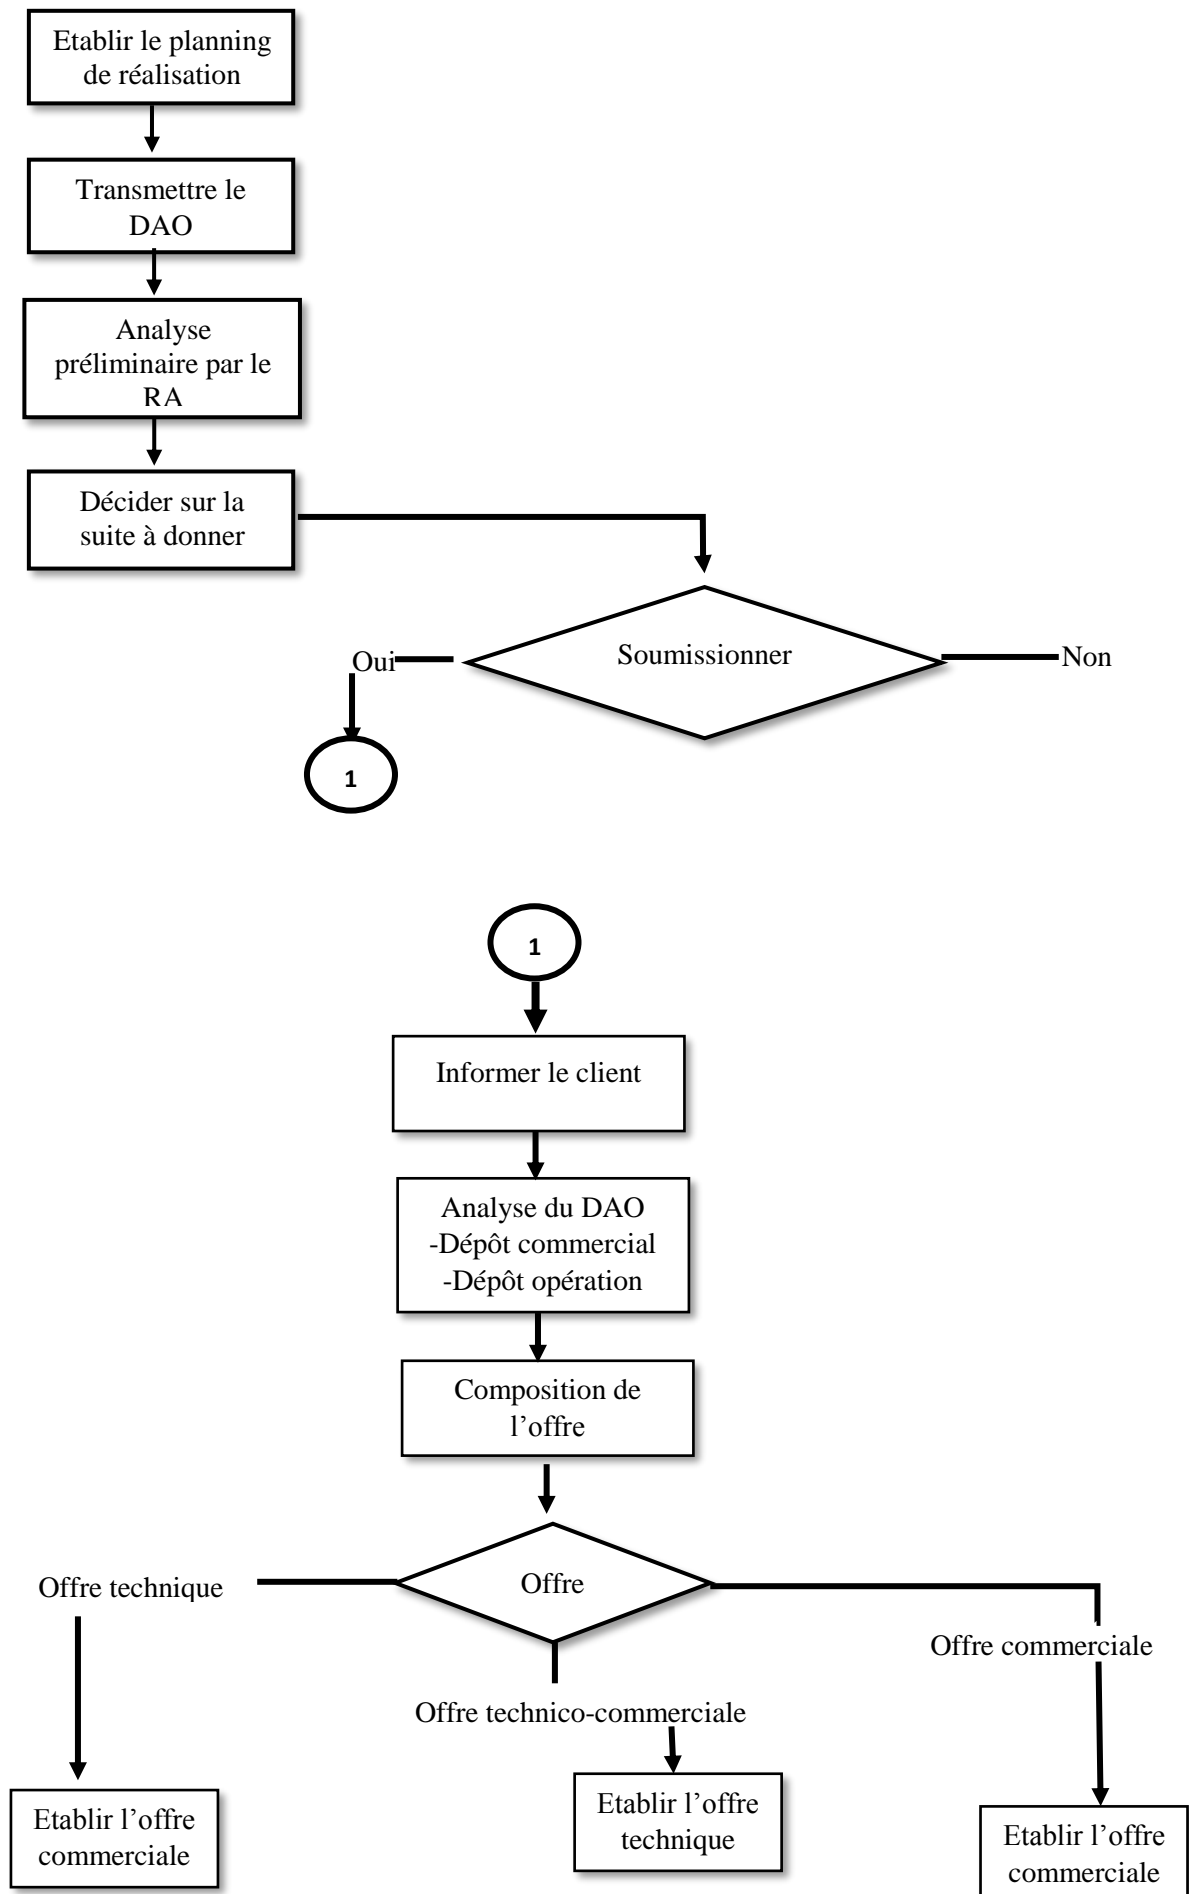 Etablir le planning
de réalisation
Transmettre le
DAO
Analyse
préliminaire par le
RA
Décider sur la
suite à donner
Soumissionner
Oui
Non
1
1
Informer le client
Analyse du DAO
-Dépôt commercial
-Dépôt opération
Composition de
l’offre
Offre
Offre technique
Offre commerciale
Offre technico-commerciale
Etablir l’offre
commerciale
Etablir l’offre
technique
Etablir l’offre
commerciale